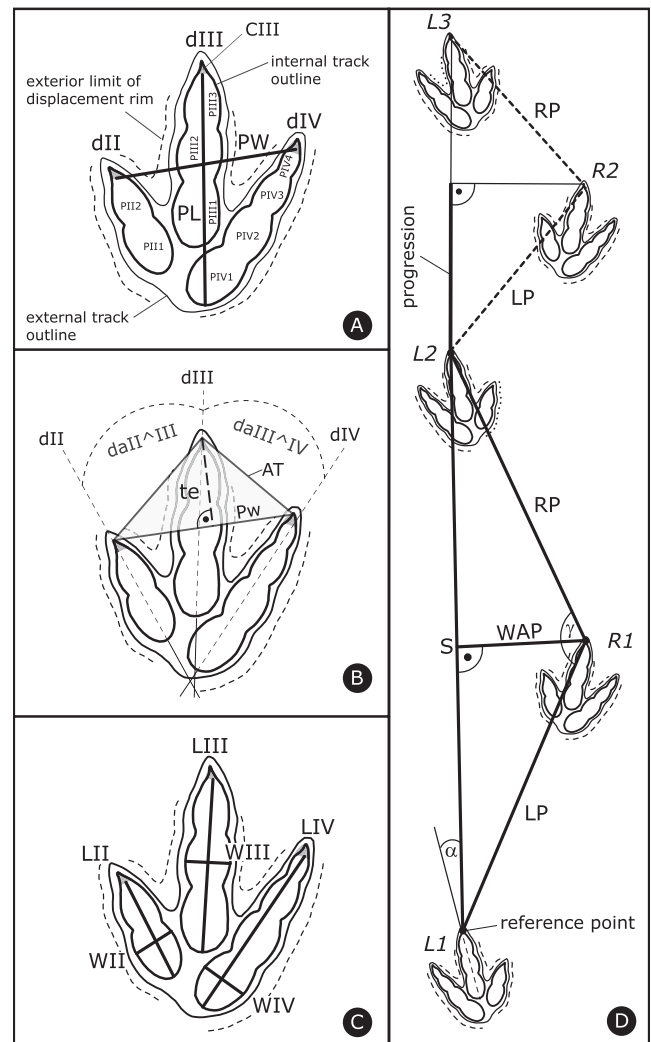 CIII
dIII
internal track
outline
exterior limit of
displacement rim
PIII3
dII
PW
dIV
PIII2
PIV4
PII2
PIV3
PL
PIII1
PII1
PIV2
PIV1
external track
outline
A
dIII
dII
daII^III
daIII^IV
dIV
AT
te
Pw
B
LIII
LIV
LII
WIII
WII
WIV
C
L3
RP
R2
progression
LP
L2
RP
S
WAP
γ
R1
LP
α
reference point
L1
D